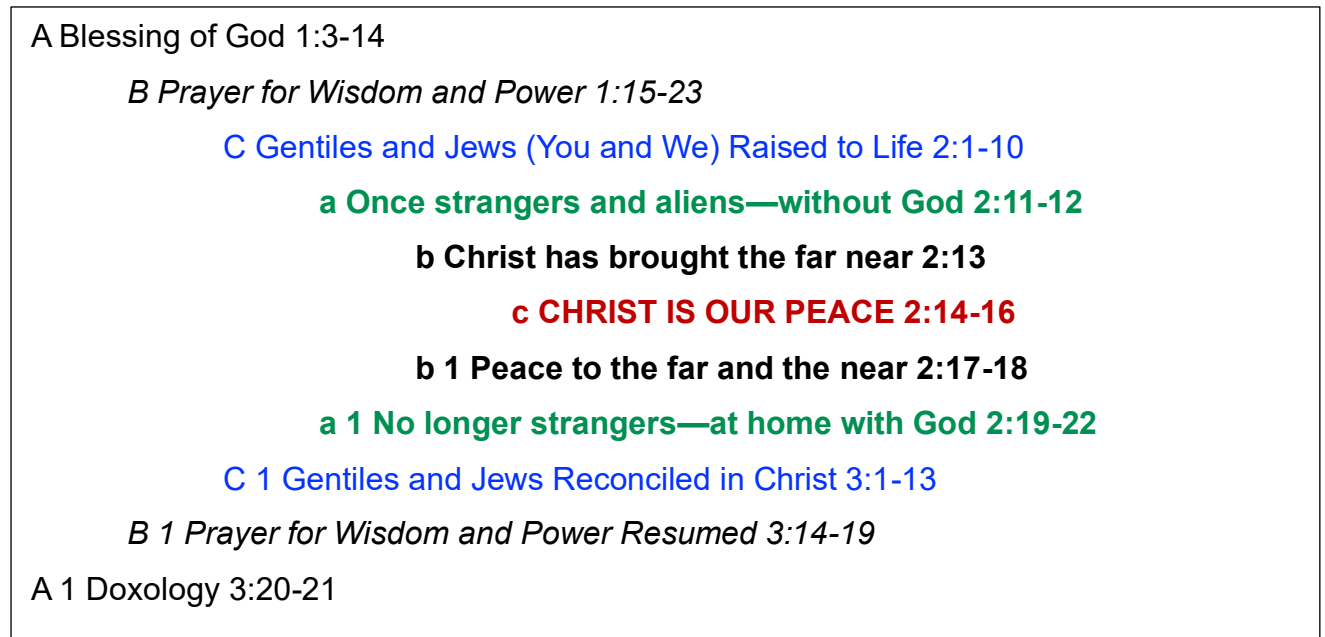 A Blessing of God 1:3-14
B Prayer for Wisdom and Power 1:15-23
C Gentiles and Jews (You and We) Raised to Life 2:1-10
a Once strangers and aliens—without God 2:11-12
b Christ has brought the far near 2:13
c CHRIST IS OUR PEACE 2:14-16
b 1 Peace to the far and the near 2:17-18
a 1 No longer strangers—at home with God 2:19-22
C 1 Gentiles and Jews Reconciled in Christ 3:1-13
B 1 Prayer for Wisdom and Power Resumed 3:14-19
A 1 Doxology 3:20-21